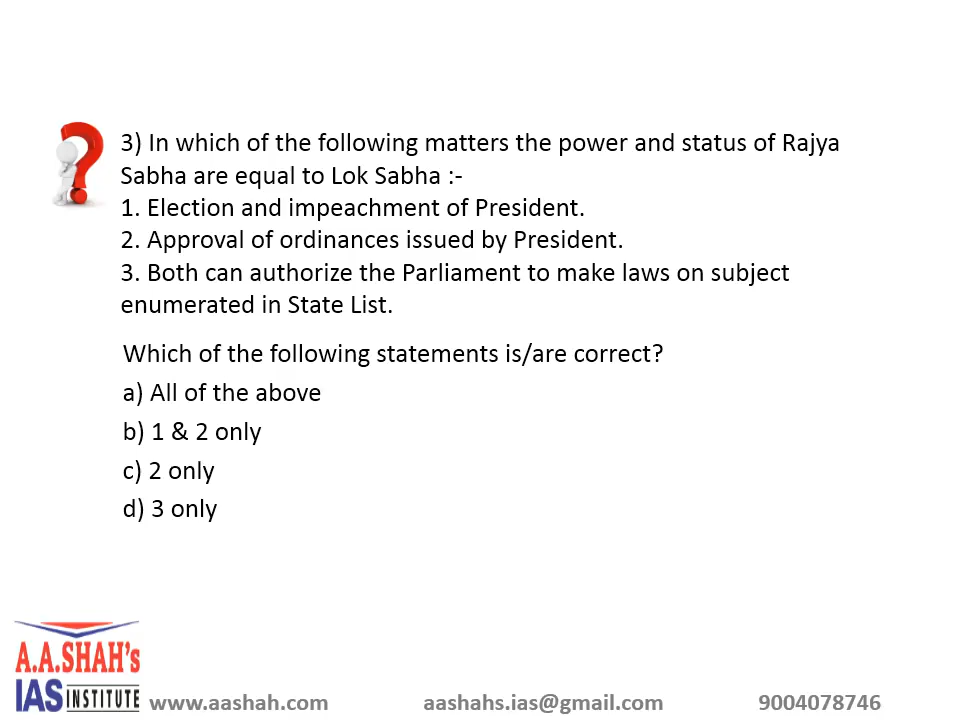 3) In which of the following matters the power and status of Rajya
Sabha are equal to Lok Sabha :-
1. Election and impeachment of President.
2. Approval of ordinances issued by President.
3. Both can authorize the Parliament to make laws on subject
enumerated in State List.
Which of the following statements is/are correct?
a) All of the above
b) 1 & 2 only
c) 2 only
d) 3 only
A.A.SHAH's
IAS INSTITUTE
www.aashah.com aashahs.ias@gmail.com 9004078746